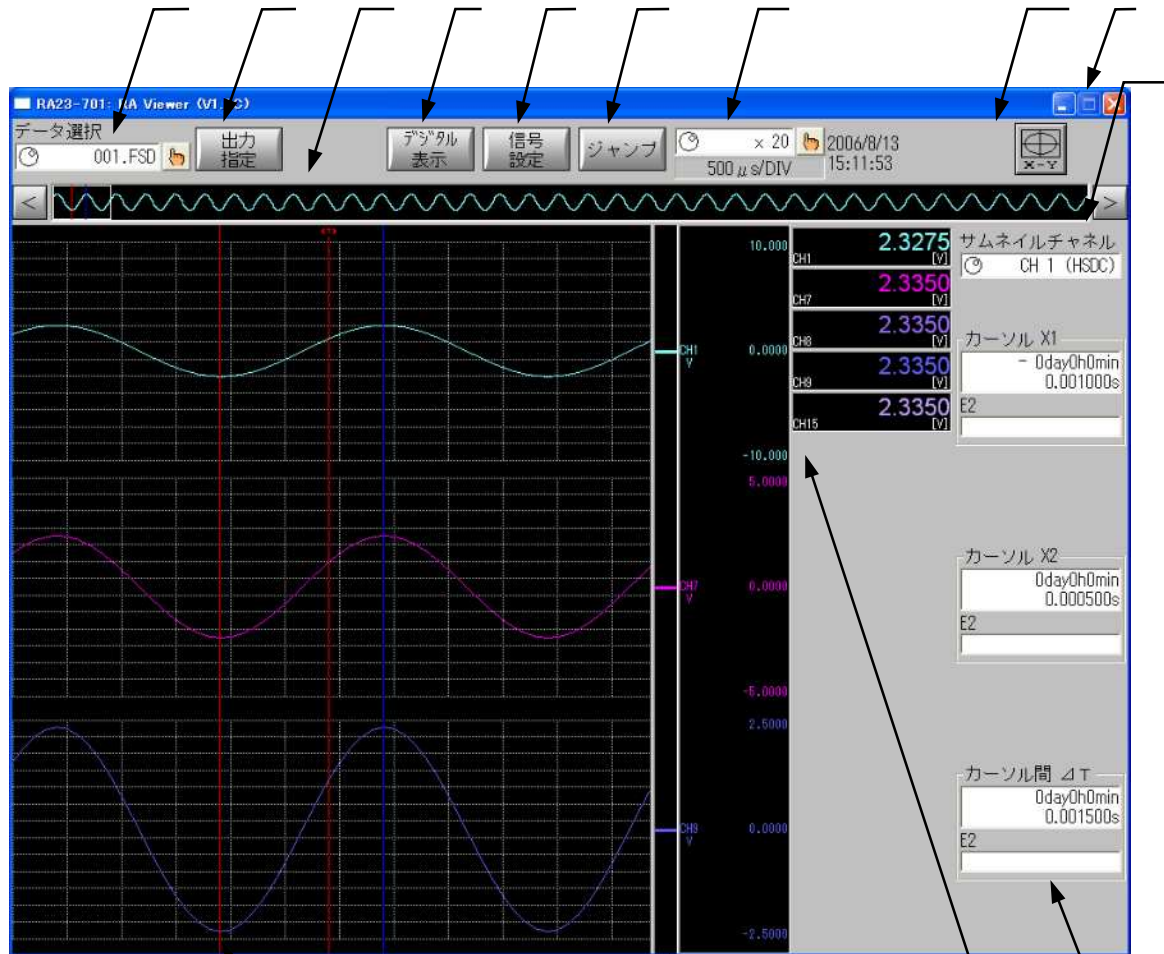 RA23-701: RA Viewer (V1.
データ選択
001.FSD
出力
指定
デジタル
表示
信号
設定
ジャンプ
× 20
500 μs/DIV
2006/8/13
15:11:53
X-Y
<
>
10.000
CH1
V
0.0000
-10.000
5.0000
CH7
V
0.0000
-5.0000
2.5000
V
0.0000
-2.5000
2.3275
CH1
[V]
2.3350
CH7
[V]
2.3350
CH8
[V]
2.3350
CH9
[V]
2.3350
CH15
[V]
サムネイルチャネル
CH 1 (HSDC)
カーソル X1
- 0day0h0min
0.001000s
E2
カーソル X2
0day0h0min
0.000500s
E2
カーソル間 ⊿T
0day0h0min
0.001500s
E2